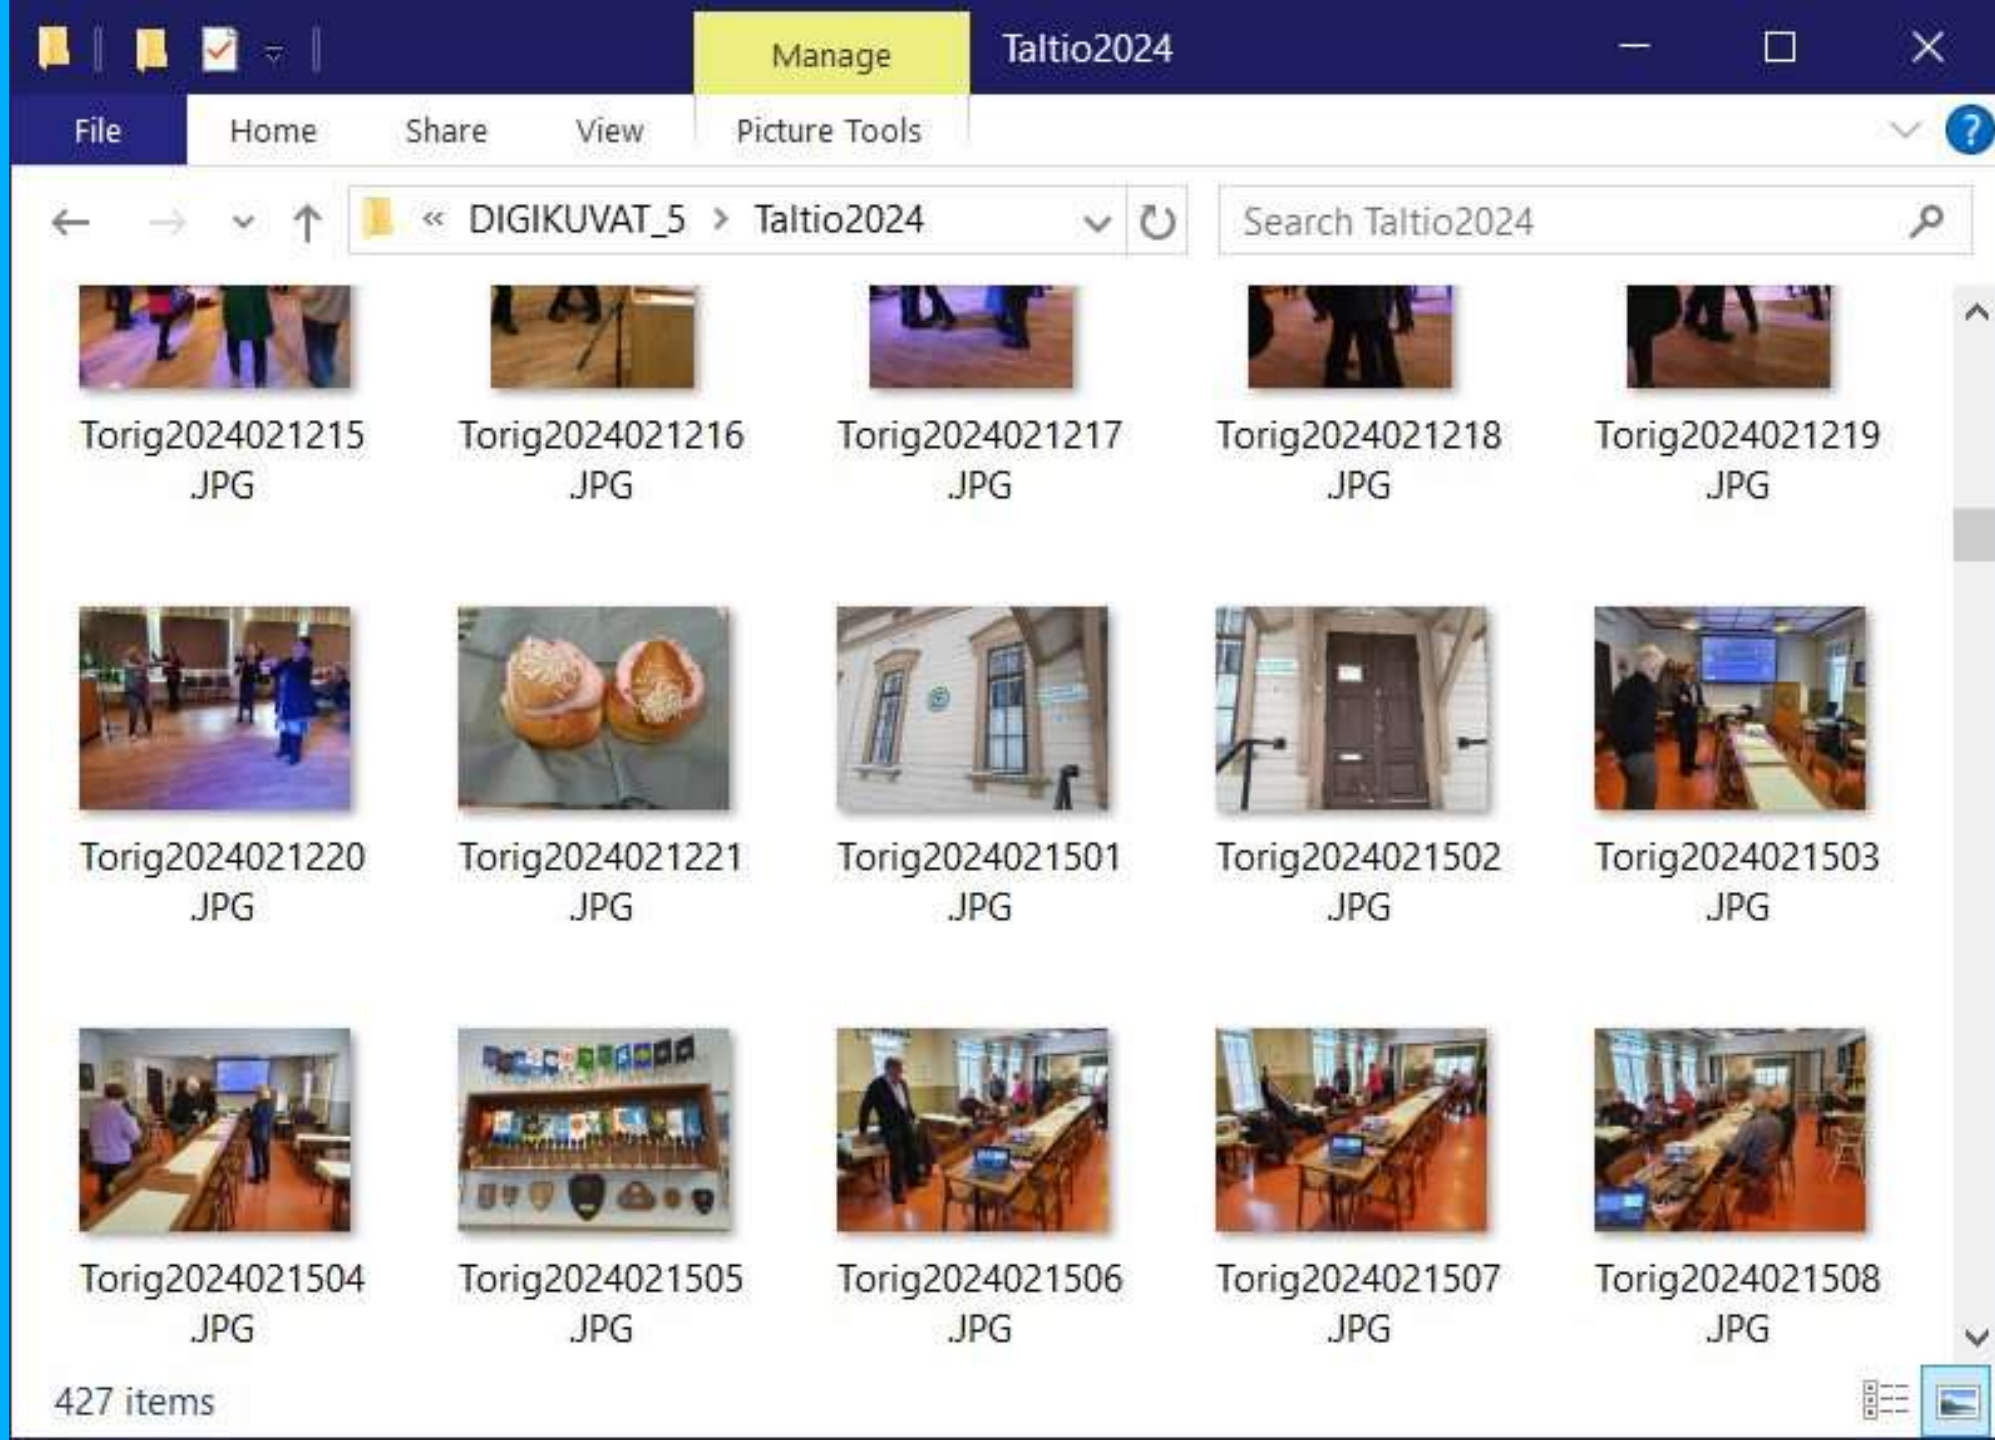 Manage
Taltio2024
File
Home
Share
View
Picture Tools
?
« DIGIKUVAT_5 > Taltio2024
Search Taltio2024
Torig2024021215
.JPG
Torig2024021216
.JPG
Torig2024021217
.JPG
Torig2024021218
.JPG
Torig2024021219
.JPG
Torig2024021220
.JPG
Torig2024021221
.JPG
Torig2024021501
.JPG
Torig2024021502
.JPG
Torig2024021503
.JPG
Torig2024021504
.JPG
Torig2024021505
.JPG
Torig2024021506
.JPG
Torig2024021507
.JPG
Torig2024021508
.JPG
427 items